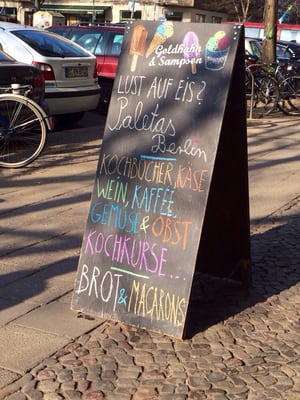 Goldhahn
& Sampson
LUST AUF EIS?
Paletas
Berlin
KOCHBÜCHER, KÄSE
WEIN, KAFFEE,
GEMÜSE & OBST
KOCHKURSE...
BROT & MACARONS